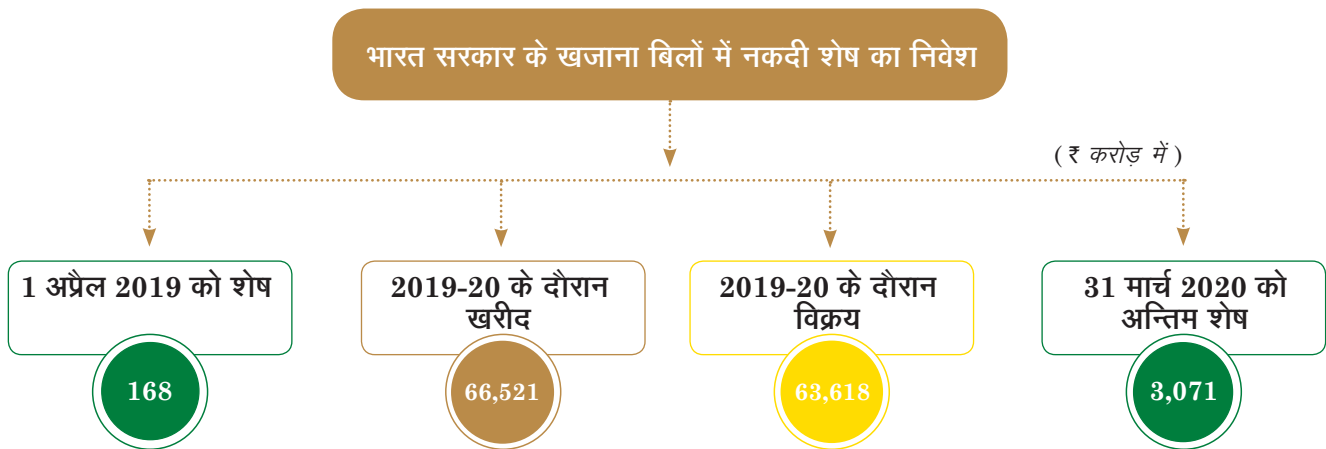 भारत सरकार के खजाना बिलों में नकदी शेष का निवेश
(₹ करोड़ में)
1 अप्रैल 2019 को शेष
168
2019-20 के दौरान
खरीद
66,521
2019-20 के दौरान
विक्रय
63,618
31 मार्च 2020 को
अन्तिम शेष
3,071